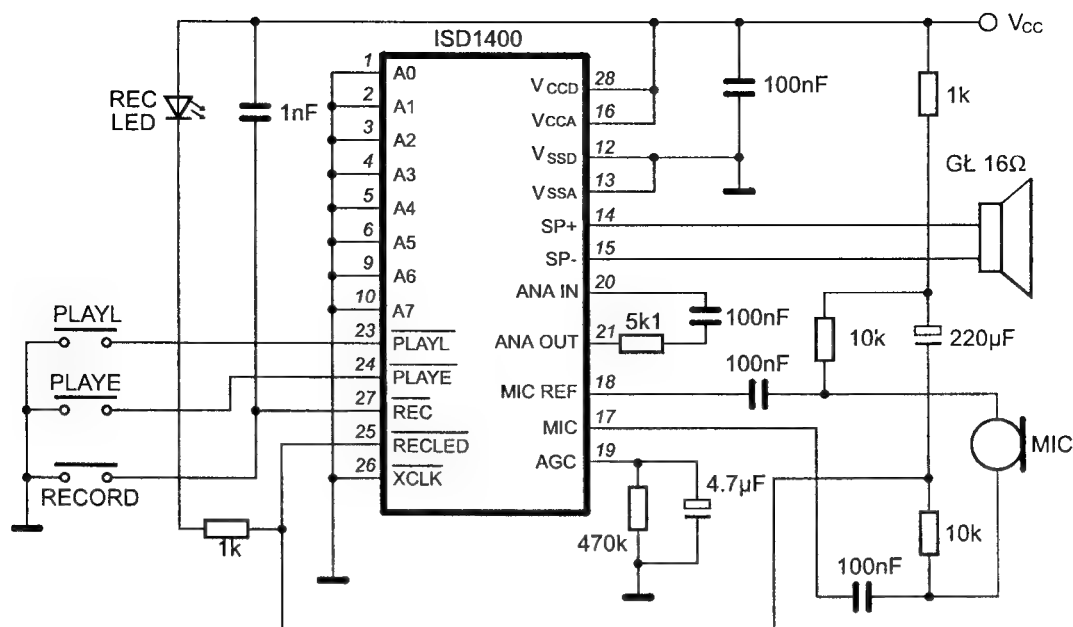 ISD1400
V CC
REC
LED
1nF
100nF
1k
GŁ 16Ω
1
A0
2
A1
3
A2
4
A3
5
A4
6
A5
9
A6
10
A7
23
PLAYL
24
PLAYE
27
REC
25
RECLED
26
XCLK
VCCD
28
VCCA
16
VSSD
12
VSSA
13
SP+
14
SP-
15
ANA IN
20
ANA OUT
21
MIC REF
18
MIC
17
AGC
19
5k1
100nF
10k
220µF
100nF
MIC
PLAYL
PLAYE
RECORD
1k
470k
4.7µF
10k
100nF